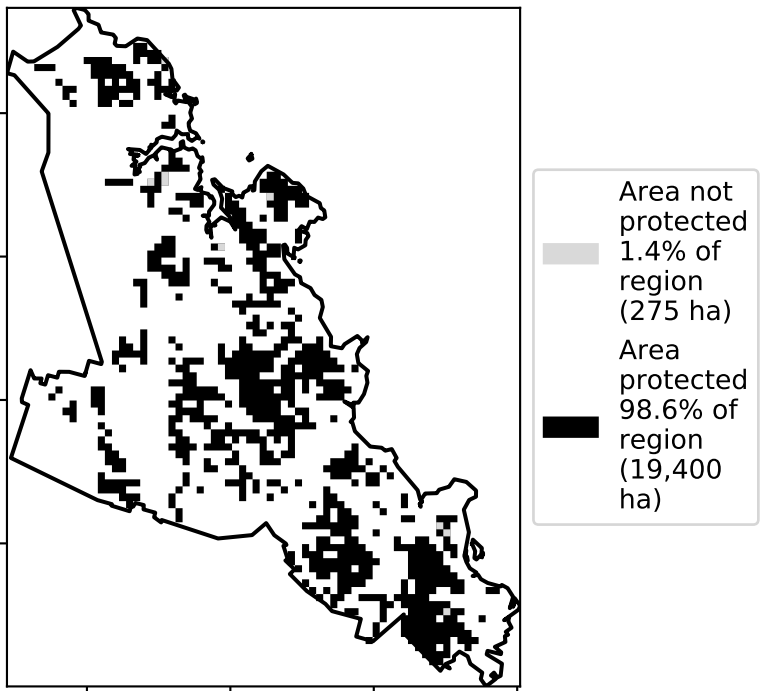 Area not
protected
1.4% of
region
(275 ha)
Area
protected
98.6% of
region
(19,400
ha)